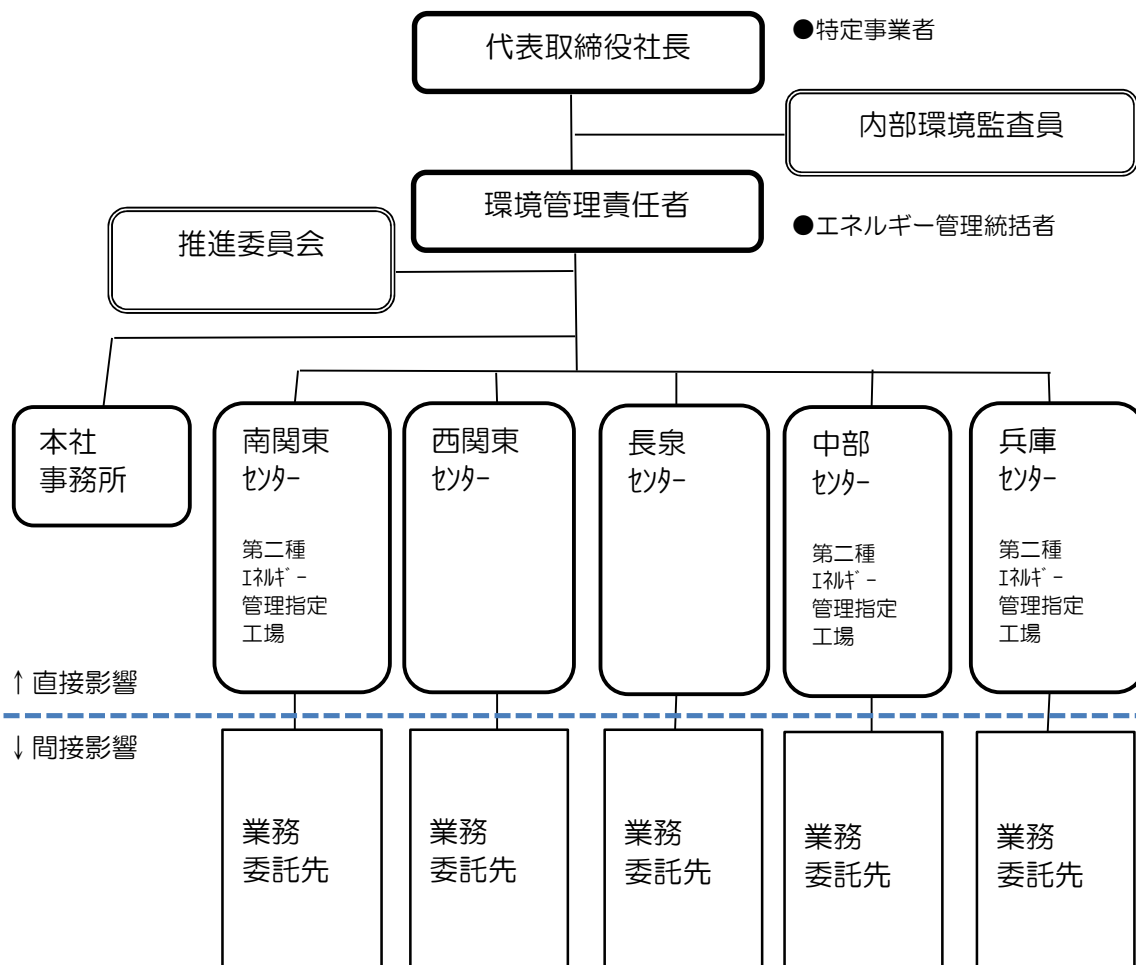 代表取締役社長
●特定事業者
内部環境監査員
環境管理責任者
●エネルギー管理統括者
推進委員会
本社
事務所
南関東
ｾﾝﾀｰ
第二種
ｴﾈﾙｷﾞｰ
管理指定
工場
西関東
ｾﾝﾀｰ
長泉
ｾﾝﾀｰ
中部
ｾﾝﾀｰ
第二種
ｴﾈﾙｷﾞｰ
管理指定
工場
兵庫
ｾﾝﾀｰ
第二種
ｴﾈﾙｷﾞｰ
管理指定
工場
↑直接影響
↓間接影響
業務
委託先
業務
委託先
業務
委託先
業務
委託先
業務
委託先